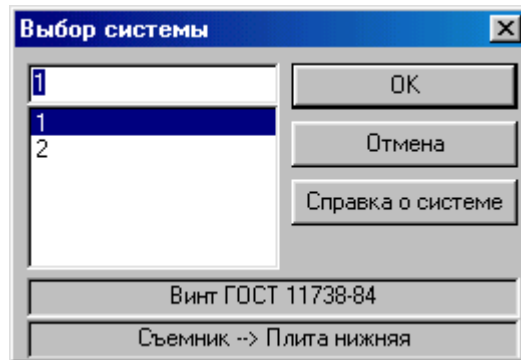 Выбор системы
1
OK
1
2
Отмена
Справка о системе
Винт ГОСТ 11738-84
Съемник --> Плита нижняя